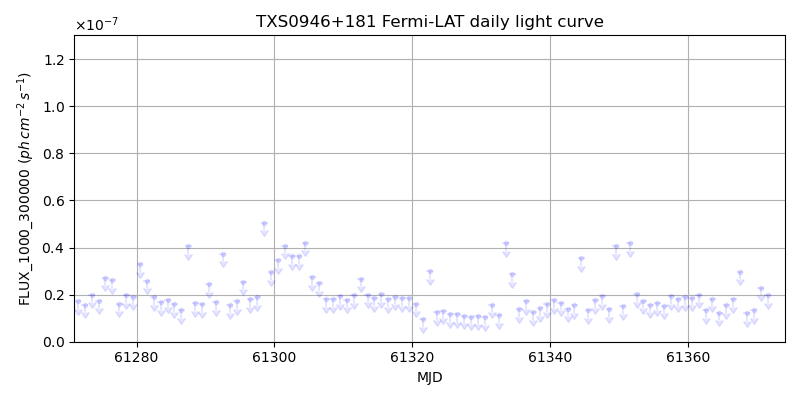 TXS0946+181 Fermi-LAT daily light curve
×10⁻⁷
1.2
1.0
0.8
0.6
0.4
0.2
0.0
FLUX_1000_300000 (ph cm⁻² s⁻¹)
61280 61300 61320 61340 61360
MJD